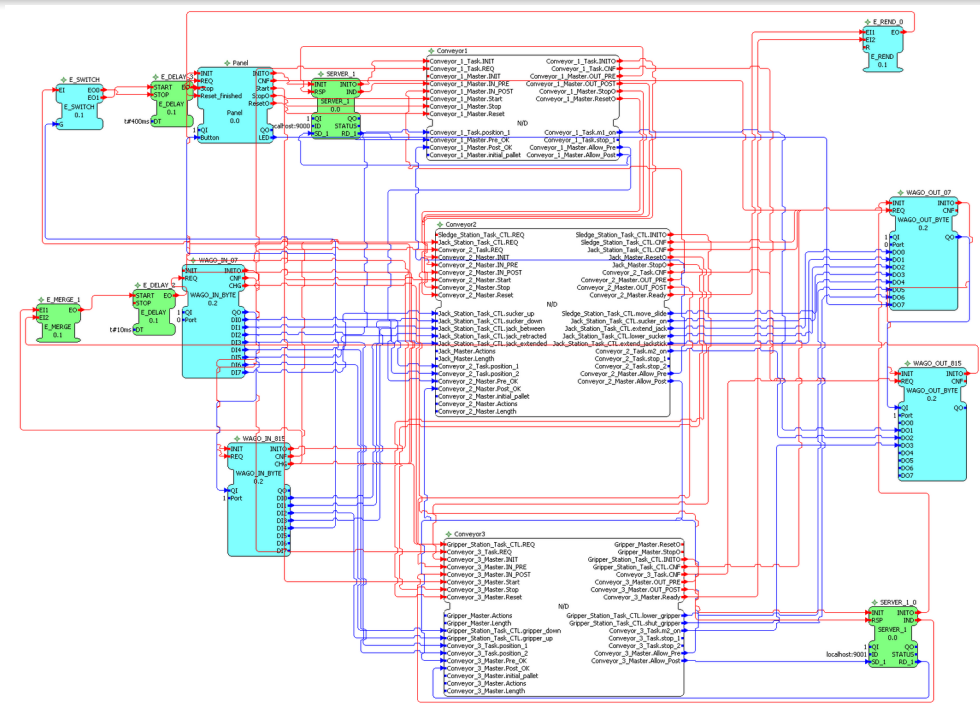 E_SWITCH
EI
EO0
EO1
E_SWITCH
0.1
G
E_DELAY_3
START
EO
STOP
E_DELAY
0.1
t#400ms
DT
Panel
INIT
INITO
REQ
CNF
Stop
Start
Reset_finished
StopO
ResetO
Panel
0.0
QI
QO
Button
LED
SERVER_1
INIT
INITO
RSP
IND
SERVER_1
0.0
1
QI
QO
calhost:9000
ID
STATUS
SD_1
RD_1
Conveyor1
Conveyor_1_Task.INIT
Conveyor_1_Task.INITO
Conveyor_1_Task.REQ
Conveyor_1_Task.CNF
Conveyor_1_Master.INIT
Conveyor_1_Master.OUT_PRE
Conveyor_1_Master.IN_PRE
Conveyor_1_Master.OUT_POST
Conveyor_1_Master.IN_POST
Conveyor_1_Master.StopO
Conveyor_1_Master.Start
Conveyor_1_Master.ResetO
Conveyor_1_Master.Stop
Conveyor_1_Master.Reset
N/D
Conveyor_1_Task.position_1
Conveyor_1_Task.m1_on
Conveyor_1_Master.Pre_OK
Conveyor_1_Task.stop_1
Conveyor_1_Master.Post_OK
Conveyor_1_Master.Allow_Pre
Conveyor_1_Master.initial_pallet
Conveyor_1_Master.Allow_Post
E_REND_0
EI1
EO
EI2
R
E_REND
0.1
WAGO_OUT_07
INIT
INITO
REQ
CNF
WAGO_OUT_BYTE
0.2
1
QI
QO
0
Port
DO0
DO1
DO2
DO3
DO4
DO5
DO6
DO7
Conveyor2
Sledge_Station_Task_CTL.REQ
Sledge_Station_Task_CTL.INITO
Jack_Station_Task_CTL.REQ
Sledge_Station_Task_CTL.CNF
Conveyor_2_Task.REQ
Jack_Station_Task_CTL.CNF
Conveyor_2_Master.INIT
Jack_Master.ResetO
Conveyor_2_Master.IN_PRE
Jack_Master.StopO
Conveyor_2_Master.IN_POST
Conveyor_2_Task.CNF
Conveyor_2_Master.Start
Conveyor_2_Master.OUT_PRE
Conveyor_2_Master.Stop
Conveyor_2_Master.OUT_POST
Conveyor_2_Master.Reset
Conveyor_2_Master.Ready
N/D
Jack_Station_Task_CTL.sucker_up
Sledge_Station_Task_CTL.move_slide
Jack_Station_Task_CTL.sucker_down
Jack_Station_Task_CTL.sucker_on
Jack_Station_Task_CTL.jack_between
Jack_Station_Task_CTL.extend_jack
Jack_Station_Task_CTL.jack_retracted
Jack_Station_Task_CTL.lower_sucker
Jack_Station_Task_CTL.jack_extended
Jack_Station_Task_CTL.extend_jackstick
Jack_Master.Actions
Conveyor_2_Task.m2_on
Jack_Master.Length
Conveyor_2_Task.stop_1
Conveyor_2_Task.position_1
Conveyor_2_Task.stop_2
Conveyor_2_Task.position_2
Conveyor_2_Master.Allow_Pre
Conveyor_2_Master.Pre_OK
Conveyor_2_Master.Allow_Post
Conveyor_2_Master.Post_OK
Conveyor_2_Master.initial_pallet
Conveyor_2_Master.Actions
Conveyor_2_Master.Length
WAGO_IN_07
INIT
INITO
REQ
CNF
CHG
WAGO_IN_BYTE
0.2
1
QI
QO
0
Port
DI0
DI1
DI2
DI3
DI4
DI5
DI6
DI7
E_DELAY_2
START
EO
STOP
E_DELAY
0.1
t#10ms
DT
E_MERGE_1
EI1
EO
EI2
E_MERGE
0.1
WAGO_OUT_815
INIT
INITO
REQ
CNF
WAGO_OUT_BYTE
0.2
QI
QO
1
Port
DO0
DO1
DO2
DO3
DO4
DO5
DO6
DO7
WAGO_IN_815
INIT
INITO
REQ
CNF
CHG
WAGO_IN_BYTE
0.2
QI
QO
1
Port
DI0
DI1
DI2
DI3
DI4
DI5
DI6
DI7
Conveyor3
Gripper_Station_Task_CTL.REQ
Gripper_Master.ResetO
Conveyor_3_Task.REQ
Gripper_Master.StopO
Conveyor_3_Master.INIT
Gripper_Station_Task_CTL.INITO
Conveyor_3_Master.IN_PRE
Gripper_Station_Task_CTL.CNF
Conveyor_3_Master.IN_POST
Conveyor_3_Task.CNF
Conveyor_3_Master.Start
Conveyor_3_Master.OUT_PRE
Conveyor_3_Master.Stop
Conveyor_3_Master.OUT_POST
Conveyor_3_Master.Reset
Conveyor_3_Master.Ready
N/D
Gripper_Master.Actions
Gripper_Station_Task_CTL.lower_gripper
Gripper_Master.Length
Gripper_Station_Task_CTL.shut_gripper
Gripper_Station_Task_CTL.gripper_down
Conveyor_3_Task.m2_on
Gripper_Station_Task_CTL.gripper_up
Conveyor_3_Task.stop_1
Conveyor_3_Task.position_1
Conveyor_3_Task.stop_2
Conveyor_3_Task.position_2
Conveyor_3_Master.Allow_Pre
Conveyor_3_Master.Pre_OK
Conveyor_3_Master.Allow_Post
Conveyor_3_Master.Post_OK
Conveyor_3_Master.initial_pallet
Conveyor_3_Master.Actions
Conveyor_3_Master.Length
SERVER_1_0
INIT
INITO
RSP
IND
SERVER_1
0.0
1
QI
QO
localhost:9001
ID
STATUS
SD_1
RD_1